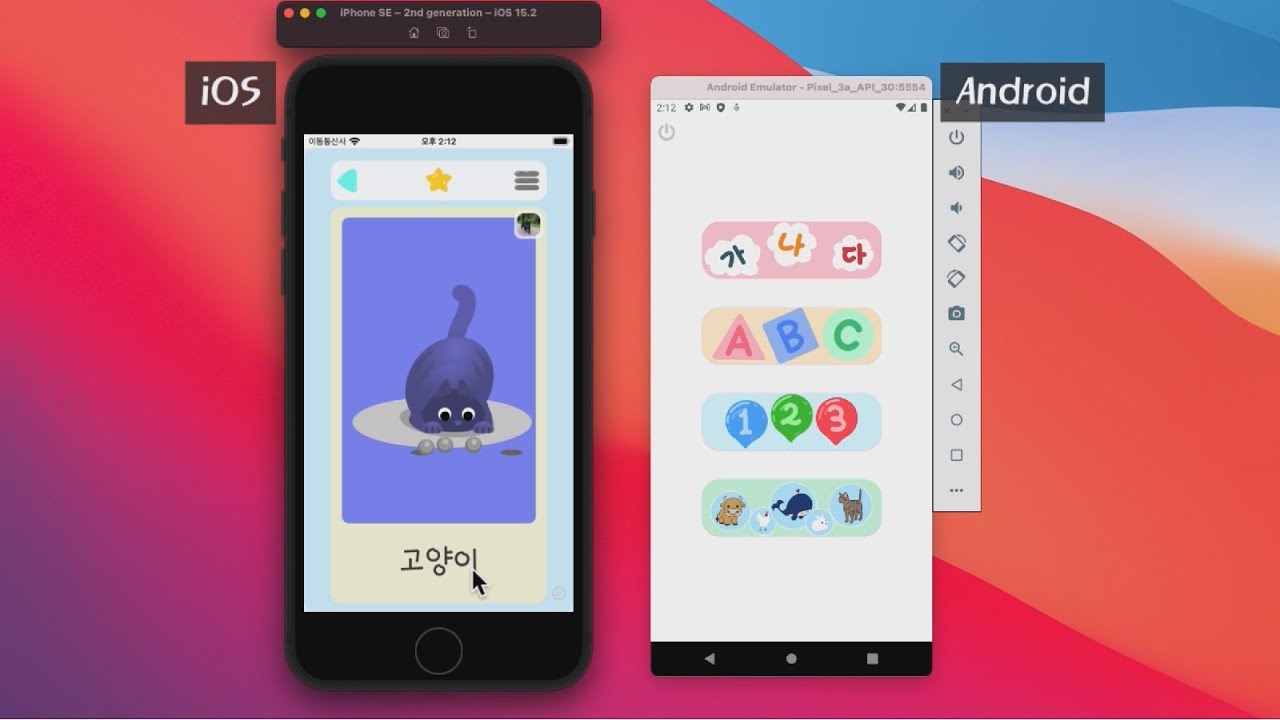 iPhone SE – 2nd generation – iOS 15.2
iOS
이동통신사
오후 2:12
고양이
Android Emulator - Pixel_3a_API_30:5554
Android
2:12
가 나 다
A B C
1 2 3